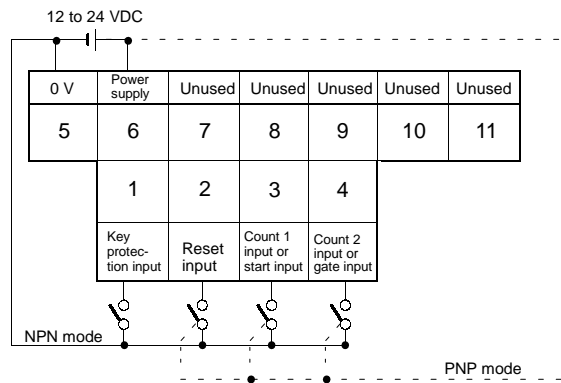 12 to 24 VDC
0 V
Power
supply
Unused
Unused
Unused
Unused
Unused
5
6
7
8
9
10
11
1
2
3
4
Key
protec-
tion input
Reset
input
Count 1
input or
start input
Count 2
input or
gate input
NPN mode
PNP mode